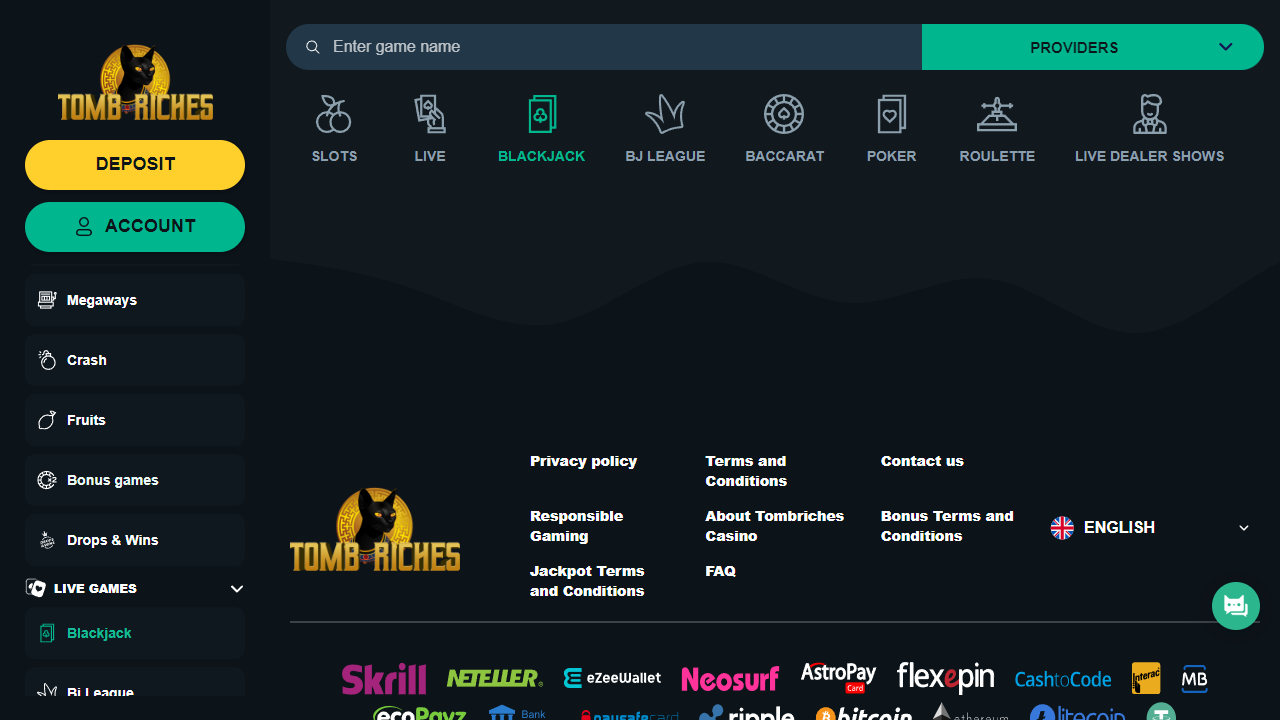 TOMB RICHES
DEPOSIT
ACCOUNT
Megaways
Crash
Fruits
Bonus games
Drops & Wins
LIVE GAMES
Blackjack
Bj League
Enter game name
PROVIDERS
SLOTS
LIVE
BLACKJACK
BJ LEAGUE
BACCARAT
POKER
ROULETTE
LIVE DEALER SHOWS
TOMB RICHES
Privacy policy
Terms and
Conditions
Contact us
Responsible
Gaming
About Tombriches
Casino
Bonus Terms and
Conditions
Jackpot Terms
and Conditions
FAQ
ENGLISH
Skrill
NETELLER
eZeeWallet
Neosurf
AstroPay
Card
flexepin
CashtoCode
Interac
MB
ecoPayz
Bank
paysafecard
ripple
bitcoin
ethereum
litecoin